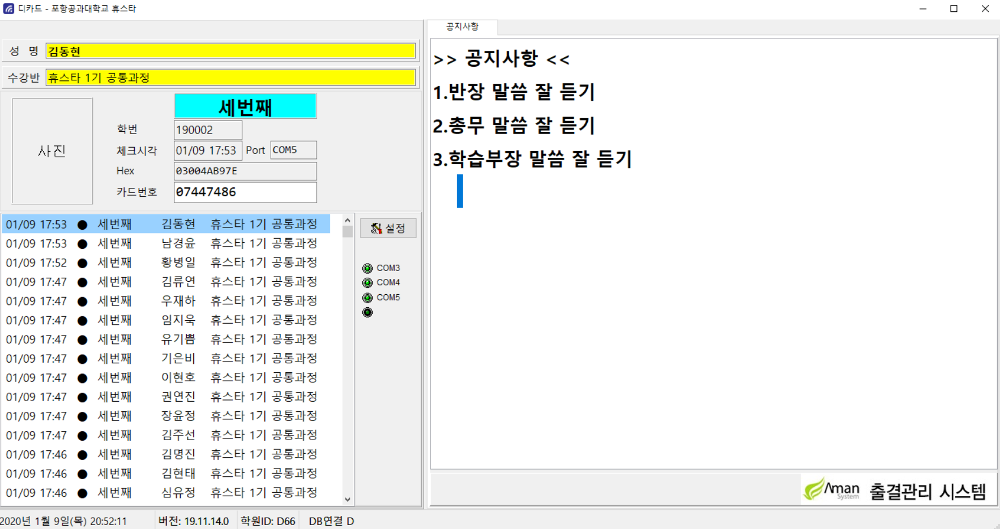 디카드 - 포항공과대학교 휴스타
성 명 김동현
수강반 휴스타 1기 공통과정
사진
세번째
학번 190002
체크시각 01/09 17:53 Port COM5
Hex 03004AB97E
카드번호 07447486
01/09 17:53 ● 세번째 김동현 휴스타 1기 공통과정
01/09 17:53 ● 세번째 남경윤 휴스타 1기 공통과정
01/09 17:52 ● 세번째 황병일 휴스타 1기 공통과정
01/09 17:47 ● 세번째 김류연 휴스타 1기 공통과정
01/09 17:47 ● 세번째 우재하 휴스타 1기 공통과정
01/09 17:47 ● 세번째 임지욱 휴스타 1기 공통과정
01/09 17:47 ● 세번째 유기쁨 휴스타 1기 공통과정
01/09 17:47 ● 세번째 기은비 휴스타 1기 공통과정
01/09 17:47 ● 세번째 이현호 휴스타 1기 공통과정
01/09 17:47 ● 세번째 권연진 휴스타 1기 공통과정
01/09 17:47 ● 세번째 장윤정 휴스타 1기 공통과정
01/09 17:47 ● 세번째 김주선 휴스타 1기 공통과정
01/09 17:46 ● 세번째 김명진 휴스타 1기 공통과정
01/09 17:46 ● 세번째 김현태 휴스타 1기 공통과정
01/09 17:46 ● 세번째 심유정 휴스타 1기 공통과정
설정
COM3
COM4
COM5
공지사항
>> 공지사항 <<
1.반장 말씀 잘 듣기
2.총무 말씀 잘 듣기
3.학습부장 말씀 잘 듣기
Aman System 출결관리 시스템
2020년 1월 9일(목) 20:52:11 버전: 19.11.14.0 학원ID: D66 DB연결 D